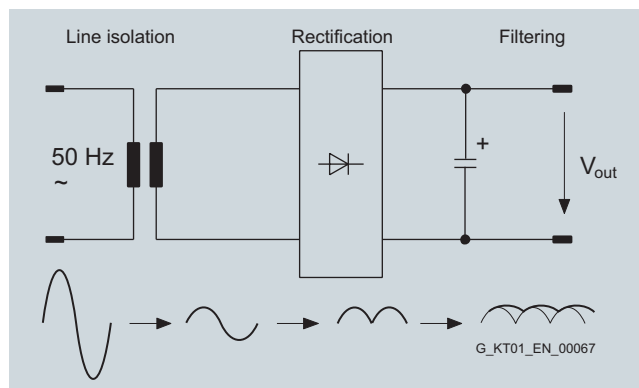 Line isolation
Rectification
Filtering
50 Hz
~
+
Vout
G_KT01_EN_00067